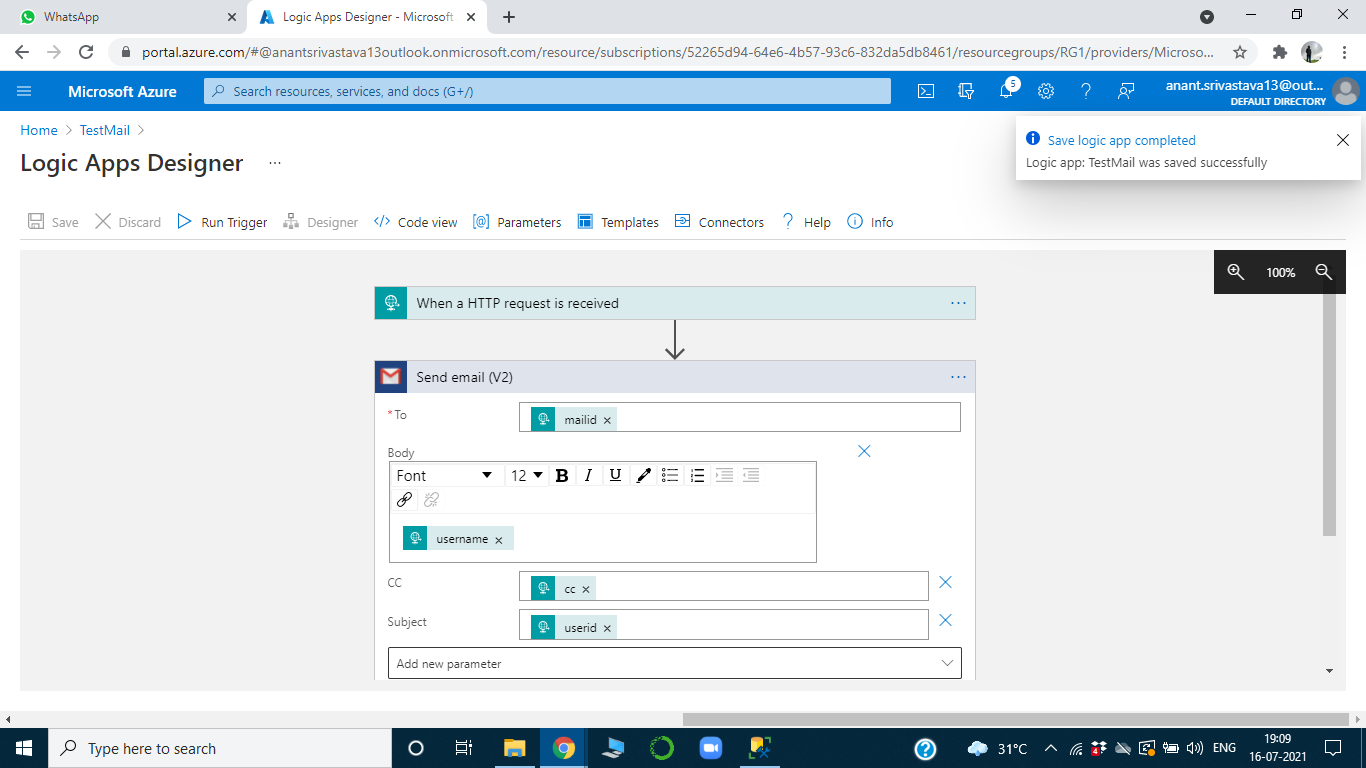 WhatsApp
Logic Apps Designer - Microsoft
portal.azure.com/#@anantsrivastava13outlook.onmicrosoft.com/resource/subscriptions/52265d94-64e6-4b57-93c6-832da5db8461/resourcegroups/RG1/providers/Microso...
Microsoft Azure
Search resources, services, and docs (G+/)
5
anant.srivastava13@out...
DEFAULT DIRECTORY
Home > TestMail >
Logic Apps Designer ...
Save logic app completed
Logic app: TestMail was saved successfully
Save Discard Run Trigger Designer Code view Parameters Templates Connectors Help Info
100%
When a HTTP request is received
Send email (V2)
* To
mailid
Body
Font 12 B I U
username
CC
cc
Subject
userid
Add new parameter
Type here to search
31°C
ENG
19:09
16-07-2021